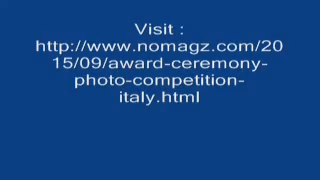 Visit :
http://www.nomagz.com/20
15/09/award-ceremony-
photo-competition-
italy.html